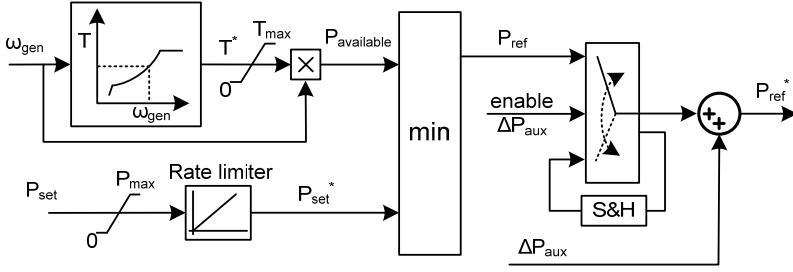 ω_gen
T
ω_gen
T*
T_max
0
×
P_available
P_set
P_max
0
Rate limiter
P_set*
min
P_ref
enable
ΔP_aux
S&H
ΔP_aux
+
+
P_ref*